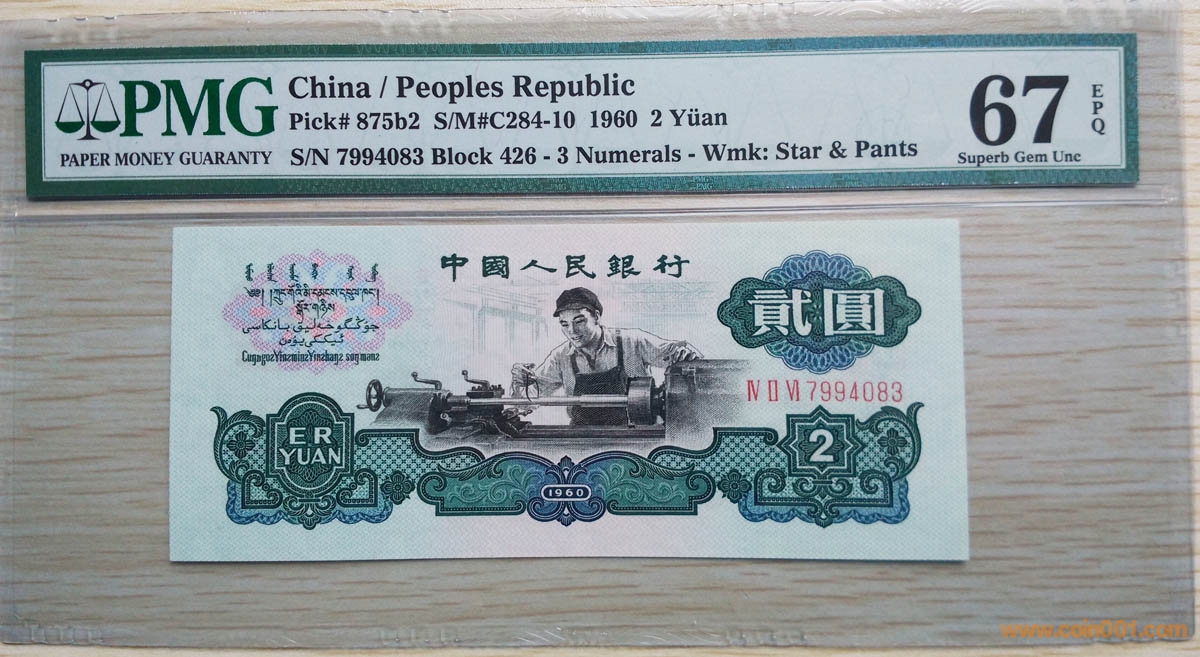 PMG
PAPER MONEY GUARANTY
China / Peoples Republic
Pick# 875b2 S/M#C284-10 1960 2 Yüan
S/N 7994083 Block 426 - 3 Numerals - Wmk: Star & Pants
67
EPQ
Superb Gem Unc
中國人民銀行
貳圓
Ⅳ Ⅱ Ⅵ 7994083
ER
YUAN
2
1960
www.coin001.com